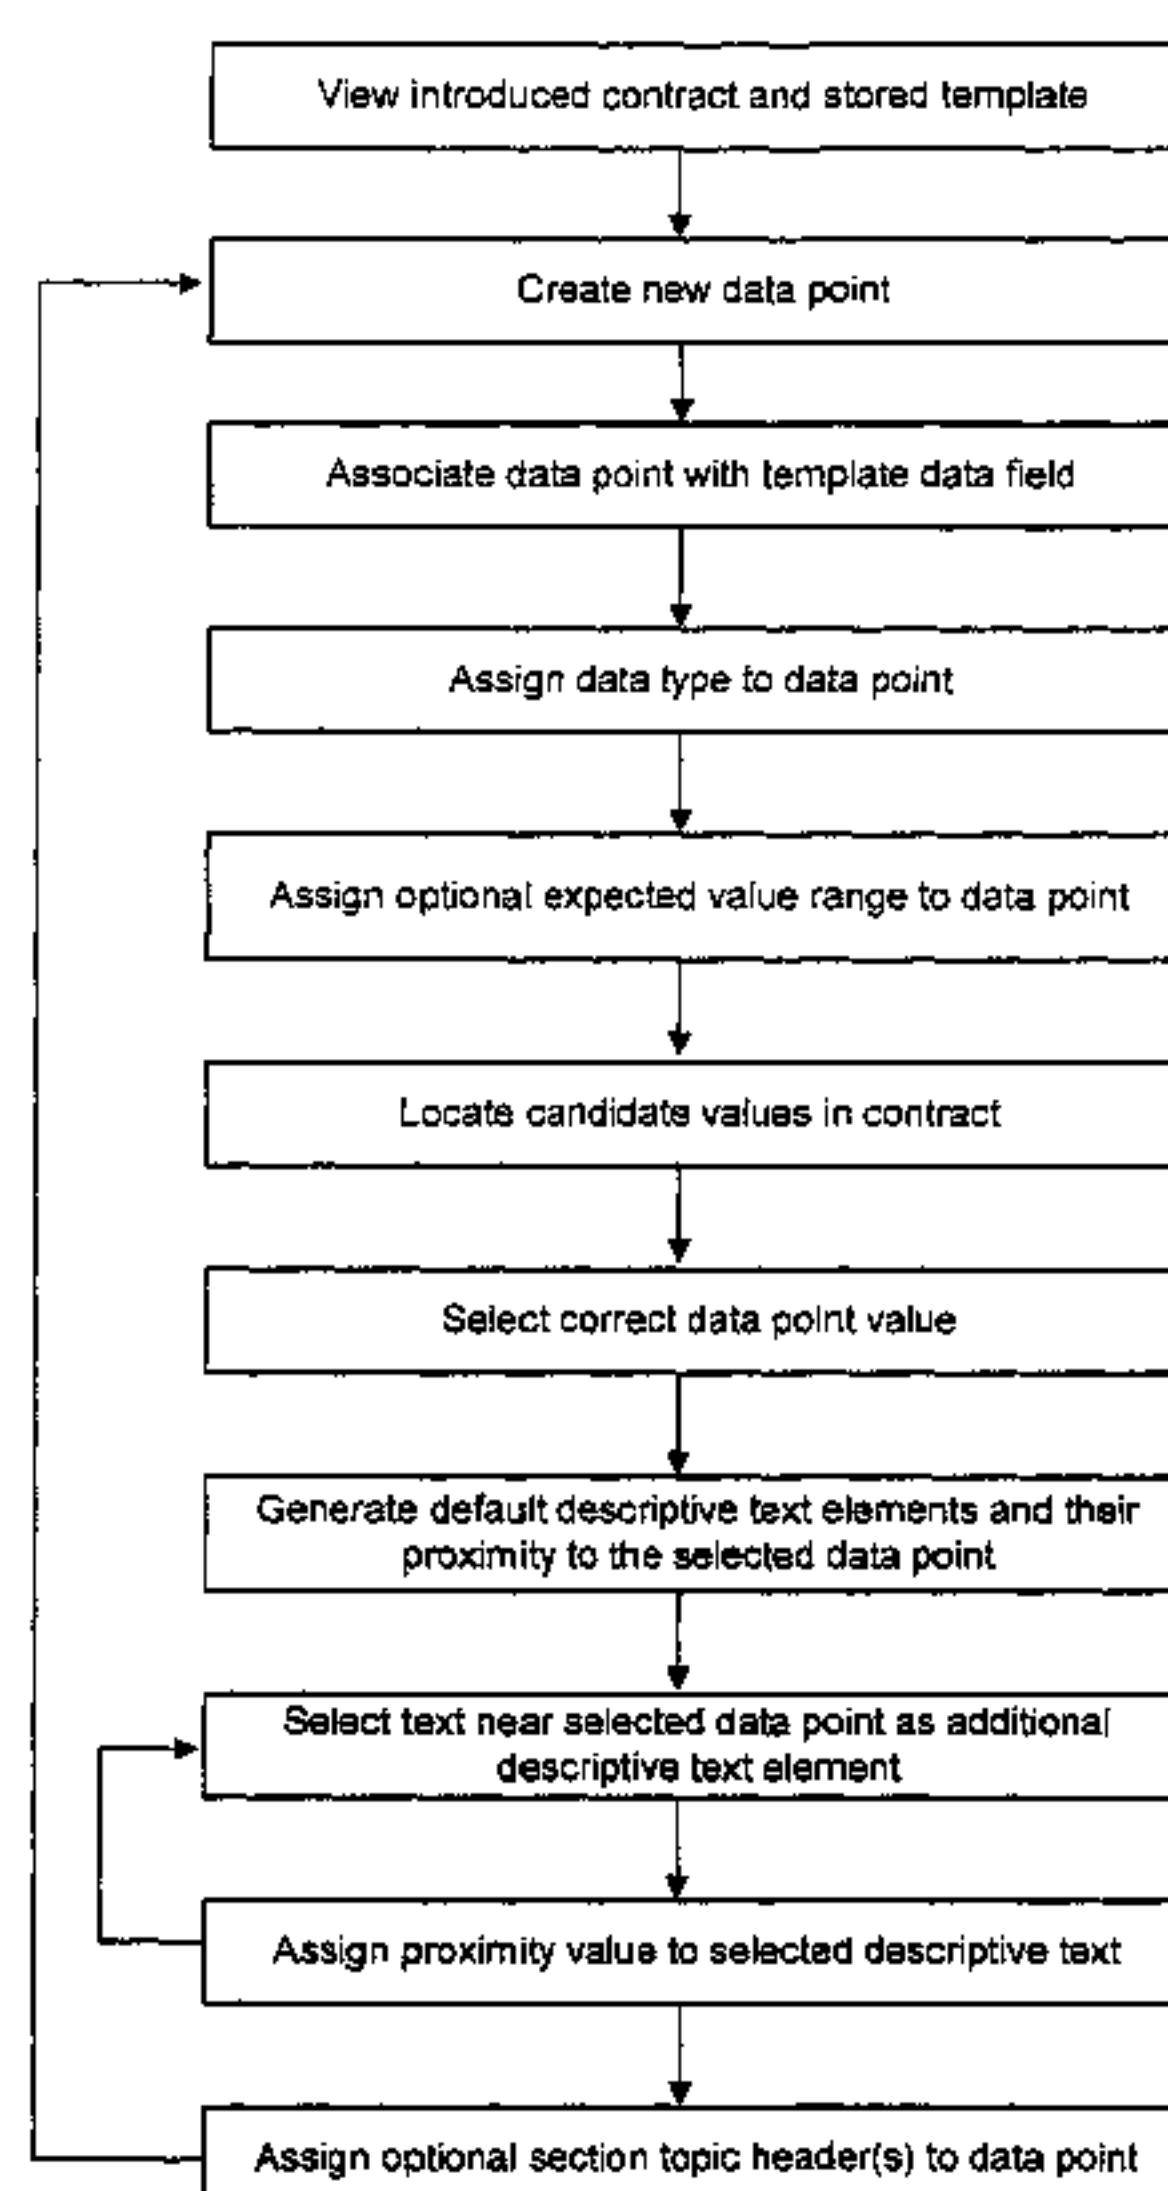 View introduced contract and stored template
Create new data point
Associate data point with template data field
Assign data type to data point
Assign optional expected value range to data point
Locate candidate values in contract
Select correct data point value
Generate default descriptive text elements and their
proximity to the selected data point
Select text near selected data point as additional
descriptive text element
Assign proximity value to selected descriptive text
Assign optional section topic header(s) to data point